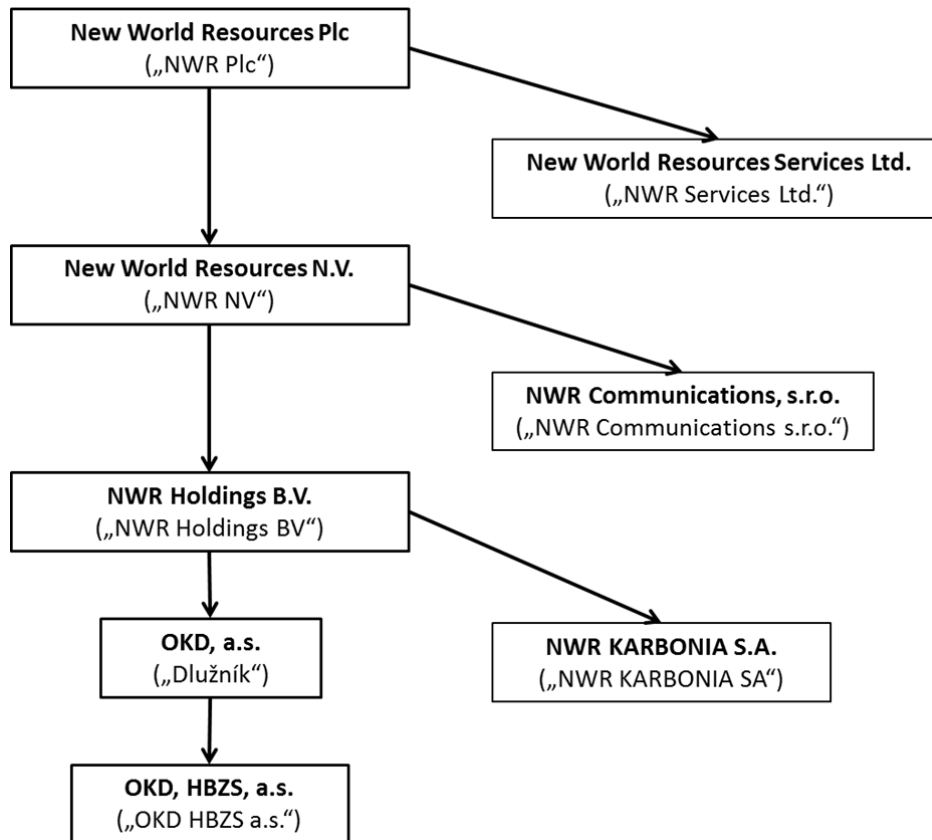 New World Resources Plc
(„NWR Plc“)
New World Resources Services Ltd.
(„NWR Services Ltd.“)
New World Resources N.V.
(„NWR NV“)
NWR Communications, s.r.o.
(„NWR Communications s.r.o.“)
NWR Holdings B.V.
(„NWR Holdings BV“)
OKD, a.s.
(„Dlužník“)
NWR KARBONIA S.A.
(„NWR KARBONIA SA“)
OKD, HBZS, a.s.
(„OKD HBZS a.s.“)